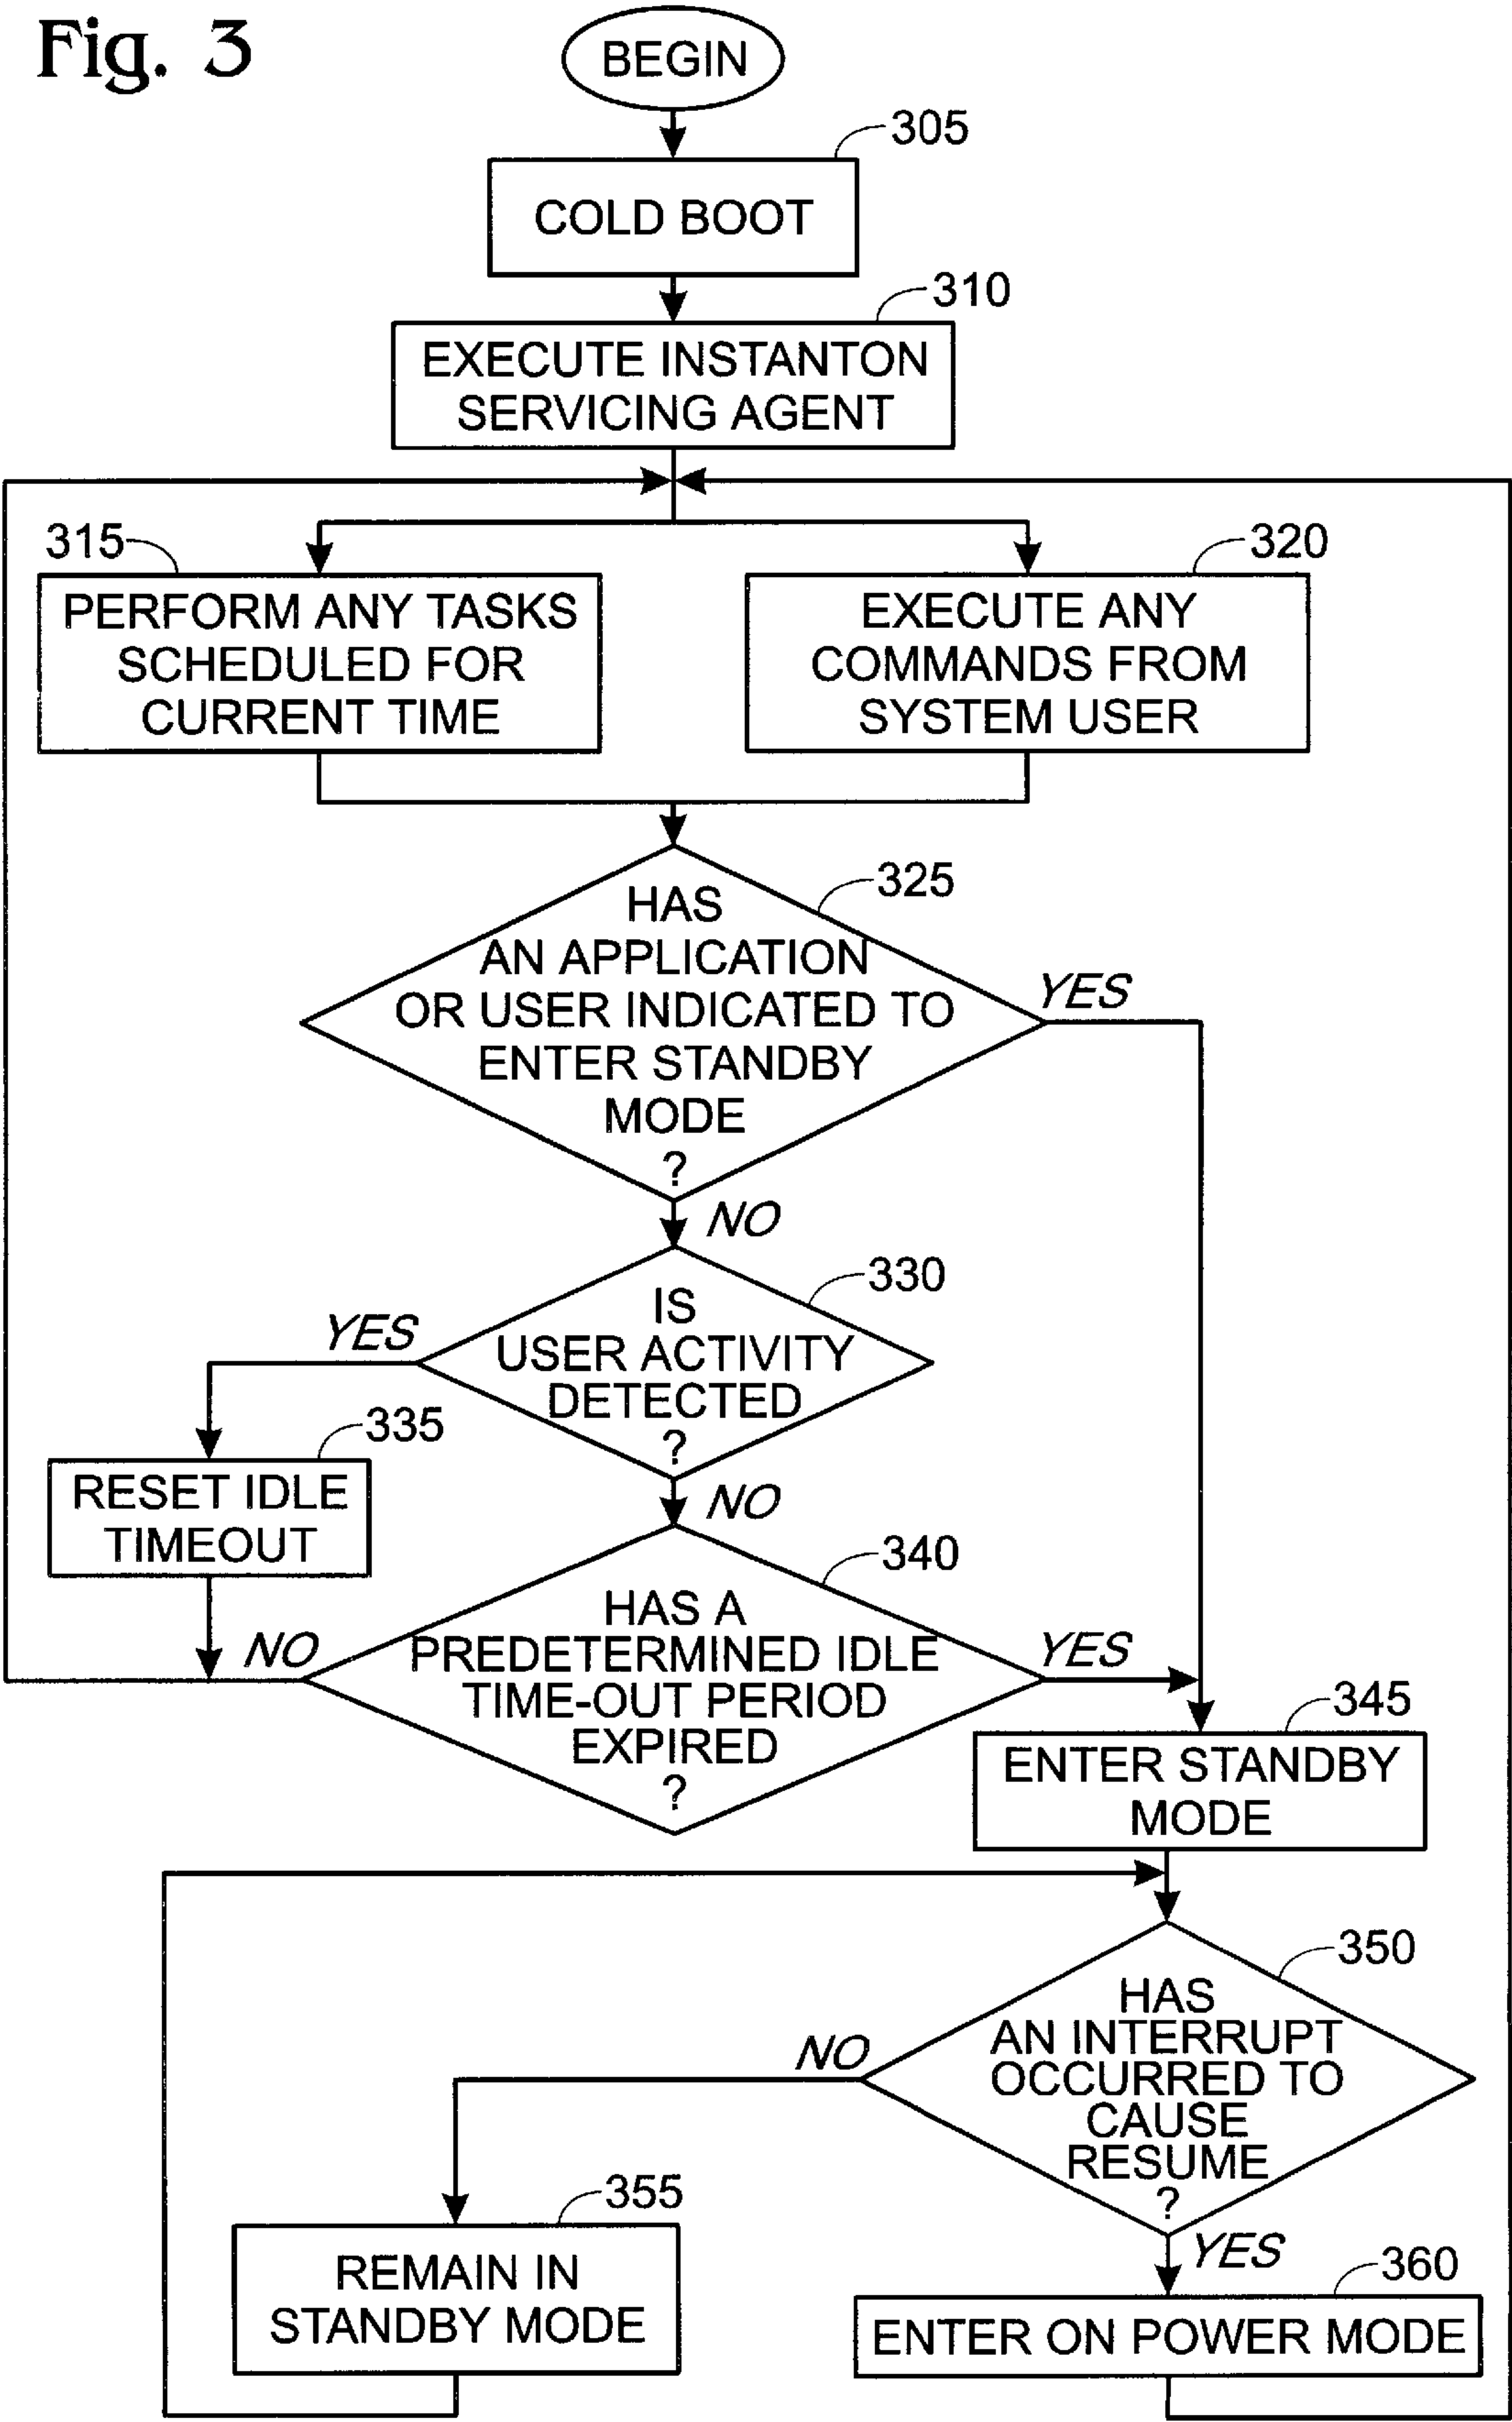 Fig. 3
BEGIN
305
COLD BOOT
310
EXECUTE INSTANTON
SERVICING AGENT
315
PERFORM ANY TASKS
SCHEDULED FOR
CURRENT TIME
320
EXECUTE ANY
COMMANDS FROM
SYSTEM USER
325
HAS
AN APPLICATION
OR USER INDICATED TO
ENTER STANDBY
MODE
?
YES
NO
330
IS
USER ACTIVITY
DETECTED
?
YES
NO
335
RESET IDLE
TIMEOUT
340
HAS A
PREDETERMINED IDLE
TIME-OUT PERIOD
EXPIRED
?
NO
YES
345
ENTER STANDBY
MODE
350
HAS
AN INTERRUPT
OCCURRED TO
CAUSE
RESUME
?
NO
YES
355
REMAIN IN
STANDBY MODE
360
ENTER ON POWER MODE